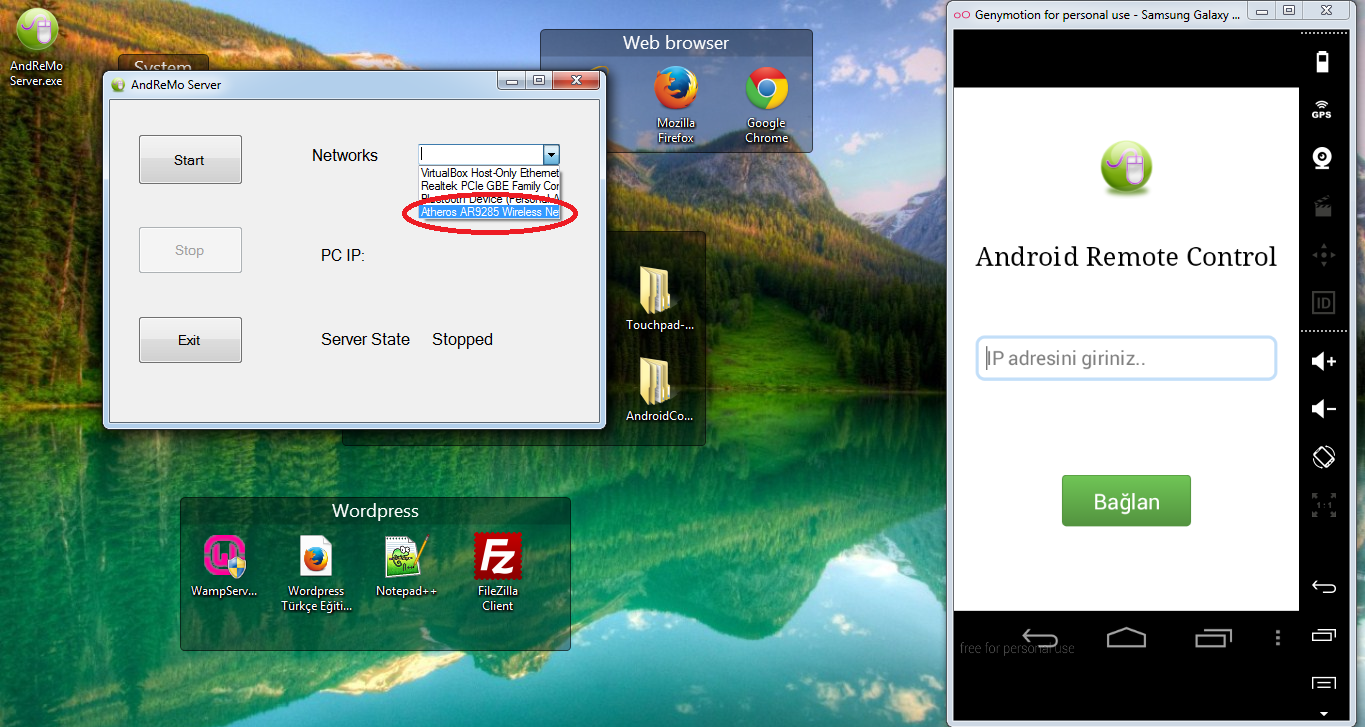 AndReMo
Server.exe
System
AndReMo Server
Start
Networks
VirtualBox Host-Only Ethernet
Realtek PCIe GBE Family Cor
Bluetooth Device (Personal A
Atheros AR9285 Wireless Ne
Stop
PC IP:
Exit
Server State Stopped
Web browser
Mozilla
Firefox
Google
Chrome
Touchpad-...
AndroidCo...
Wordpress
WampServ...
Wordpress
Türkçe Eğiti...
Notepad++
FileZilla
Client
Genymotion for personal use - Samsung Galaxy ...
GPS
Android Remote Control
ID
IP adresini giriniz..
Bağlan
1:1
free for personal use